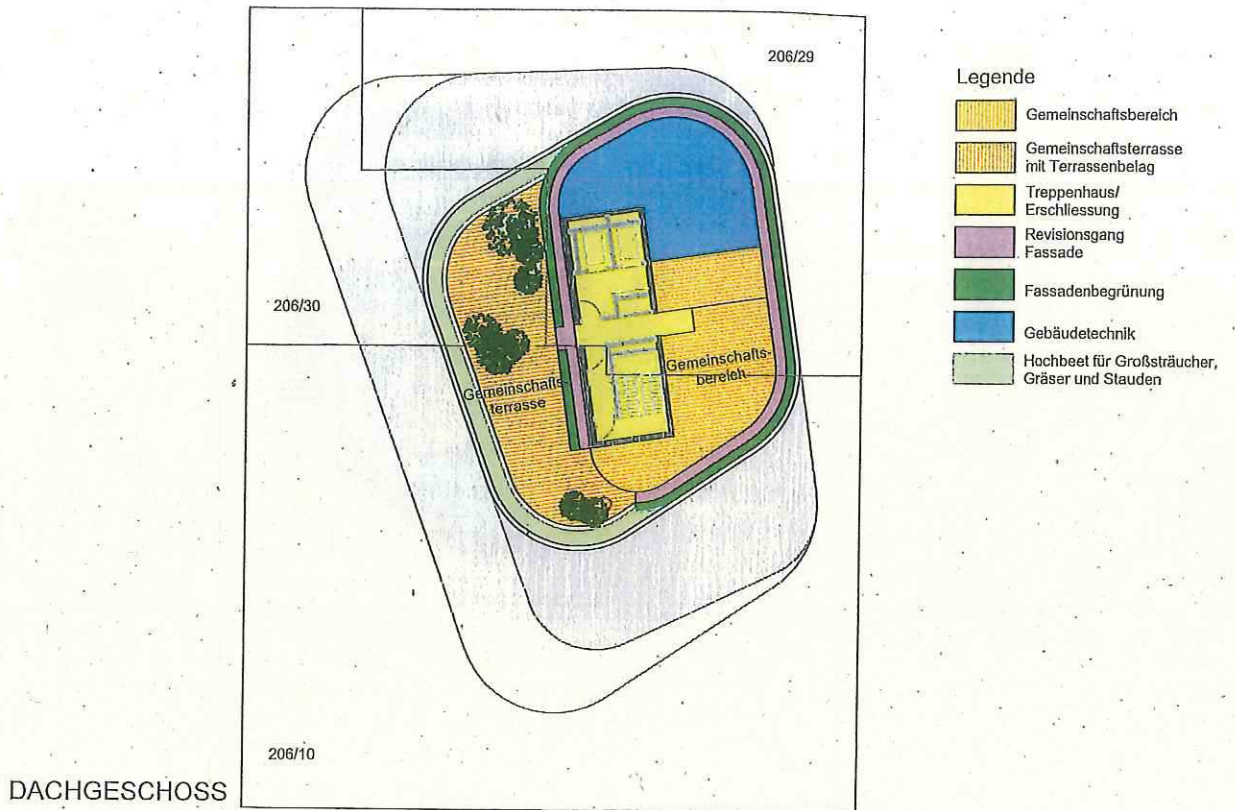 206/29
Legende
Gemeinschaftsbereich
Gemeinschaftsterrasse
mit Terrassenbelag
Treppenhaus/
Erschliessung
Revisionsgang
Fassade
Fassadenbegrünung
Gebäudetechnik
Hochbeet für Großsträucher,
Gräser und Stauden
206/30
Gemeinschafts-
terrasse
Gemeinschafts-
bereich
206/10
DACHGESCHOSS